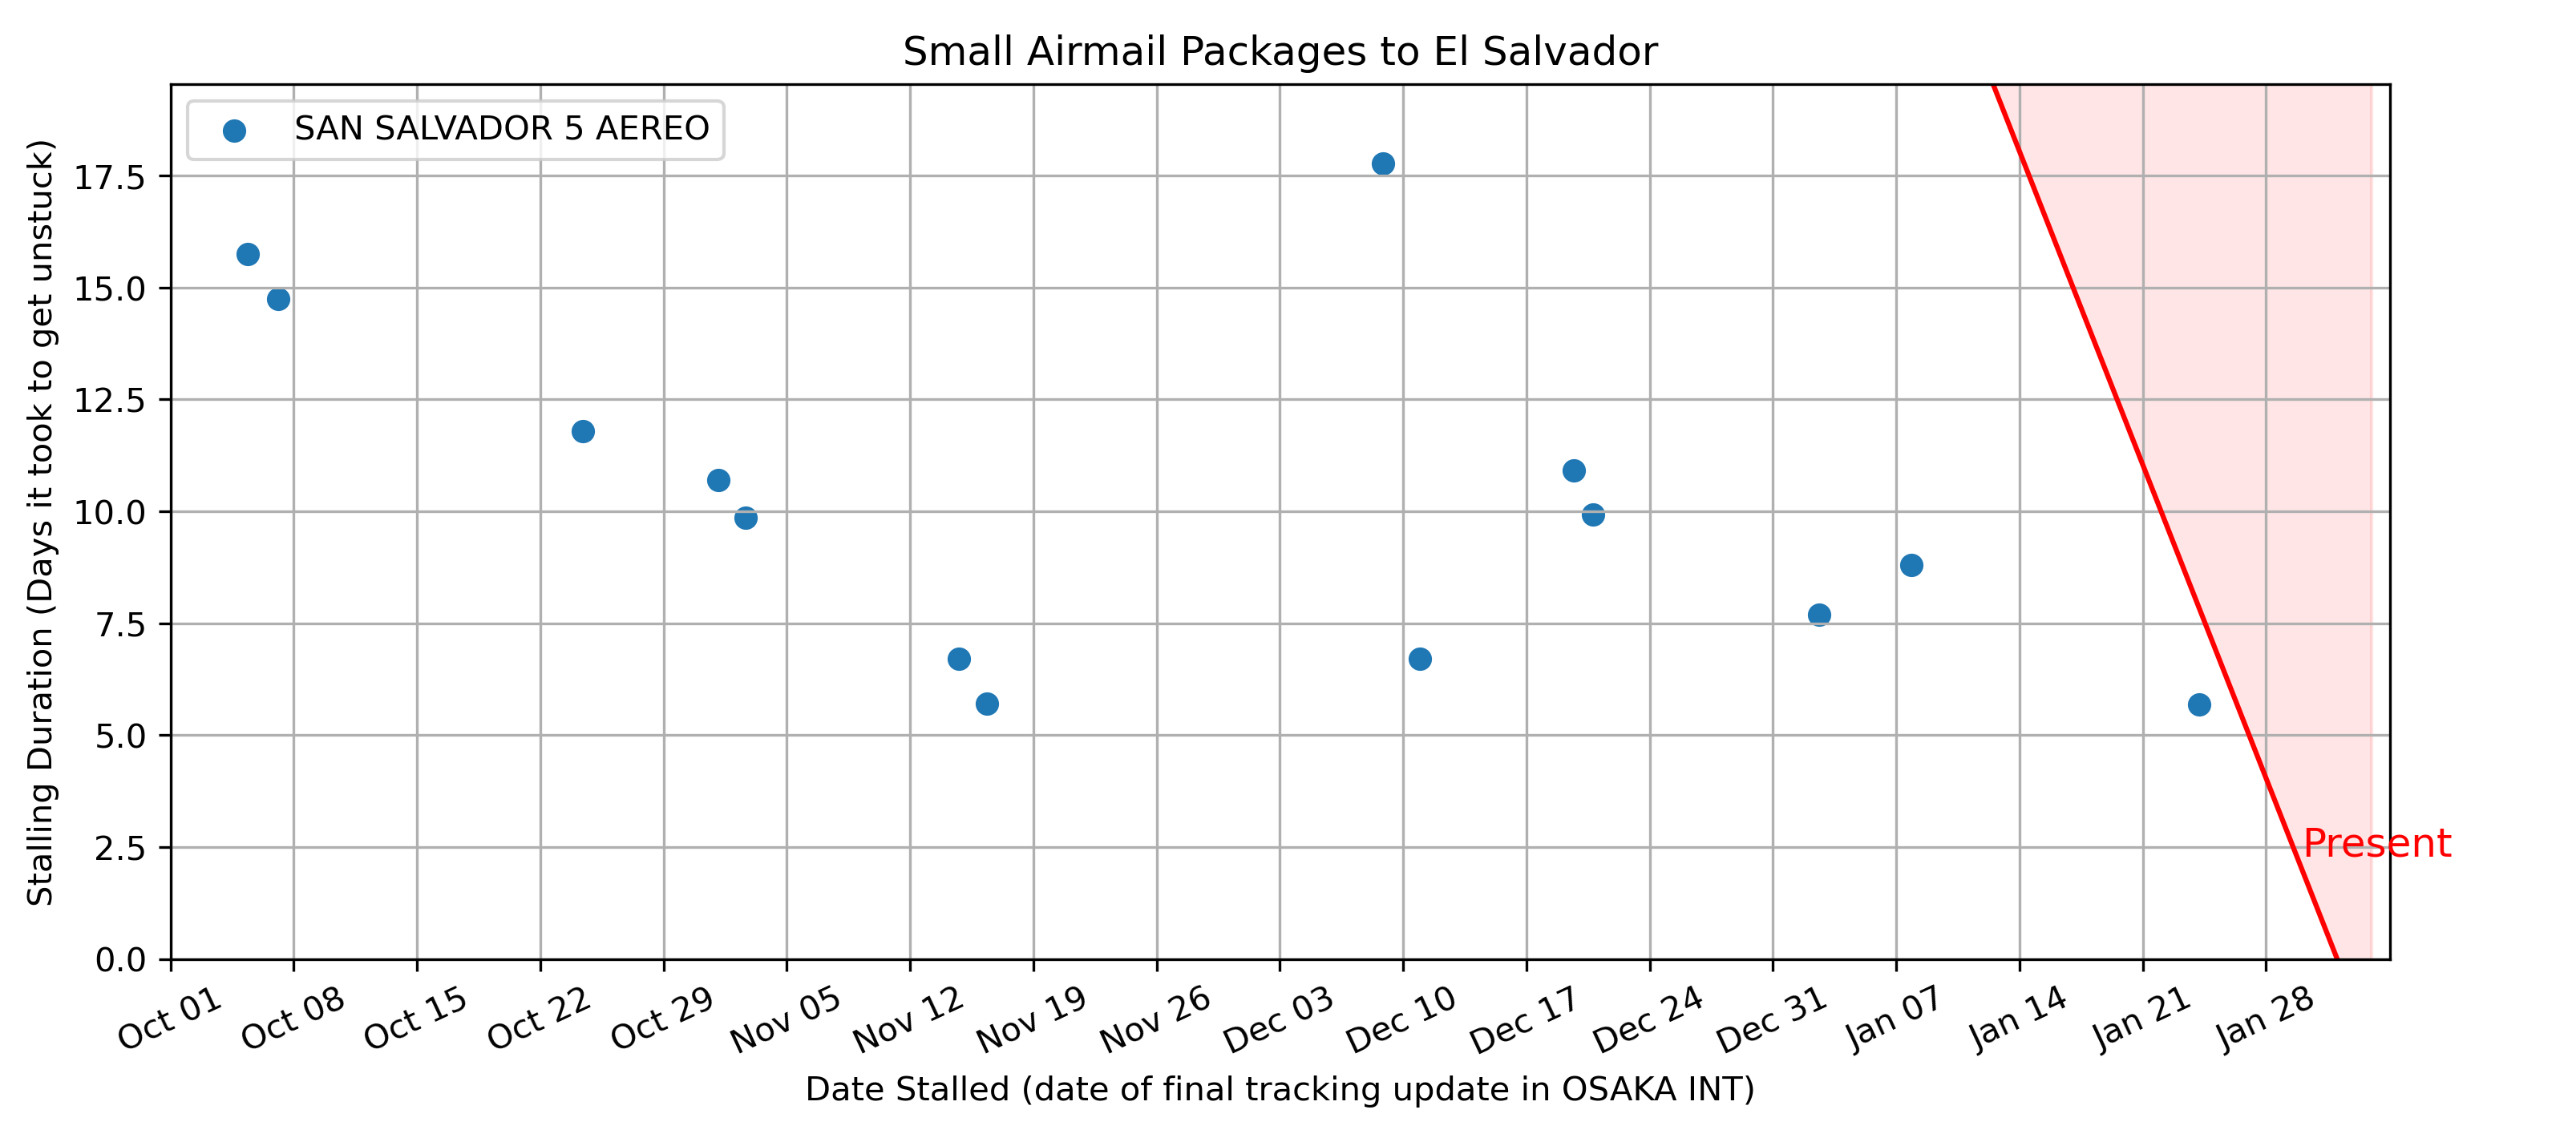 Small Airmail Packages to El Salvador
SAN SALVADOR 5 AEREO
Stalling Duration (Days it took to get unstuck)
17.5
15.0
12.5
10.0
7.5
5.0
2.5
0.0
Present
Oct 01
Oct 08
Oct 15
Oct 22
Oct 29
Nov 05
Nov 12
Nov 19
Nov 26
Dec 03
Dec 10
Dec 17
Dec 24
Dec 31
Jan 07
Jan 14
Jan 21
Jan 28
Date Stalled (date of final tracking update in OSAKA INT)